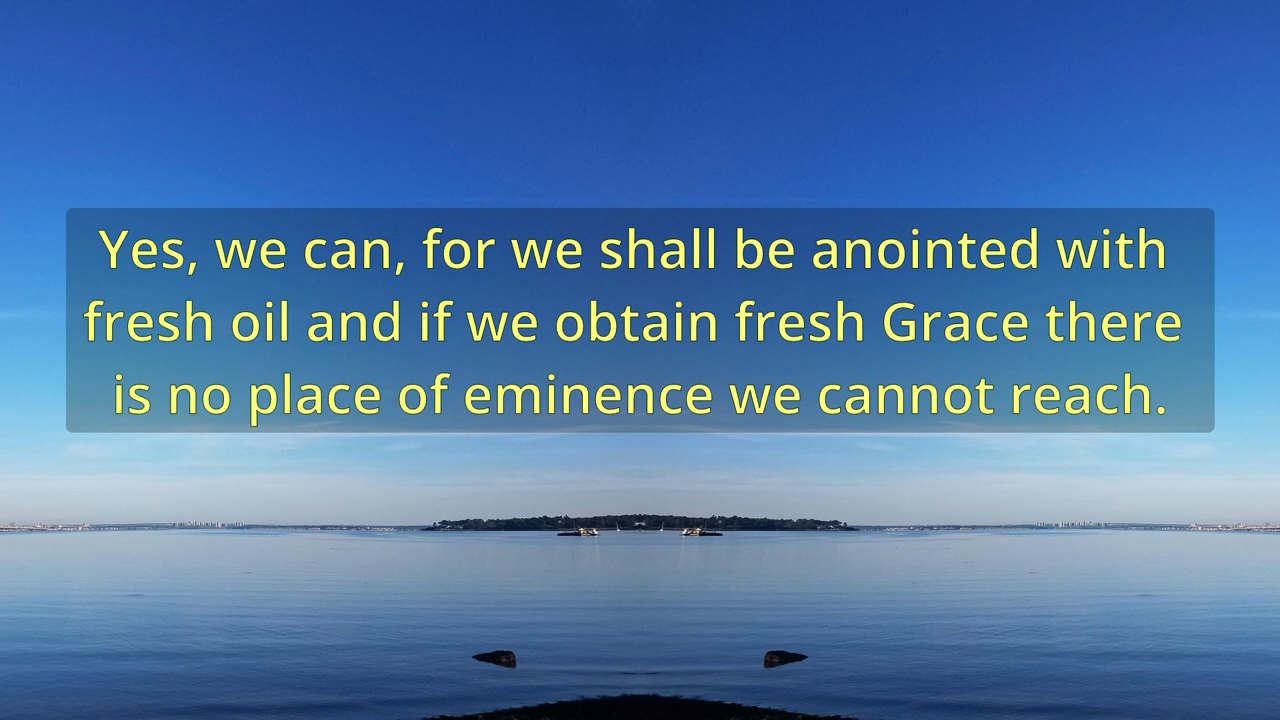 Yes, we can, for we shall be anointed with
fresh oil and if we obtain fresh Grace there
is no place of eminence we cannot reach.